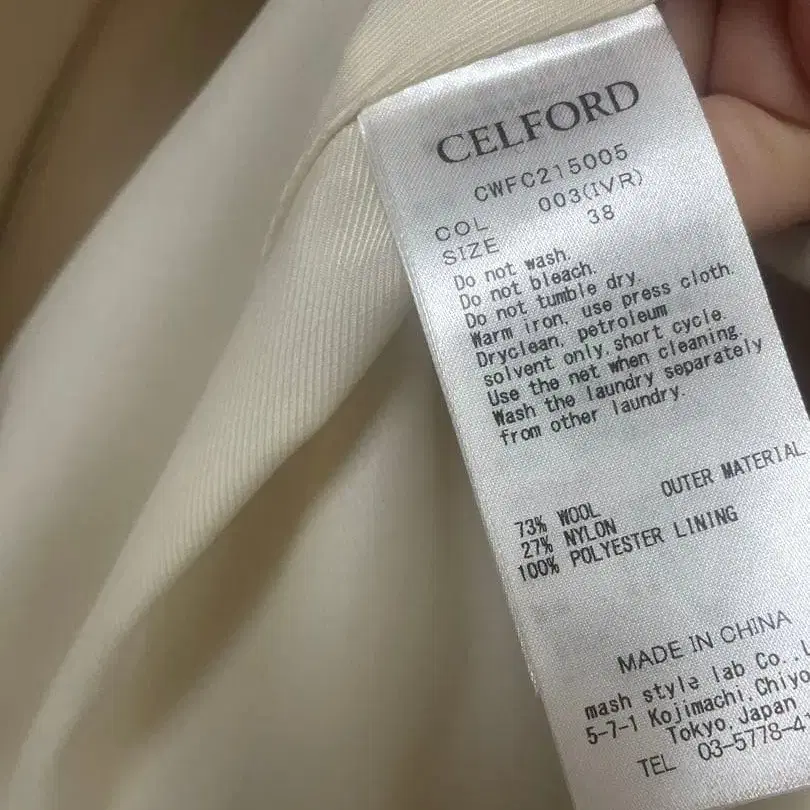 CELFORD
CWFC215005
COL 003(IVR)
SIZE 38
Do not wash.
Do not bleach.
Do not tumble dry.
Warm iron, use press cloth.
Dryclean, petroleum
solvent only,short cycle.
Use the net when cleaning.
Wash the laundry separately
from other laundry.
OUTER MATERIAL
73% WOOL
27% NYLON
100% POLYESTER LINING
MADE IN CHINA
mash style lab Co.,
5-7-1 Kojimachi,Chiyo
Tokyo,Japan
TEL 03-5778-4